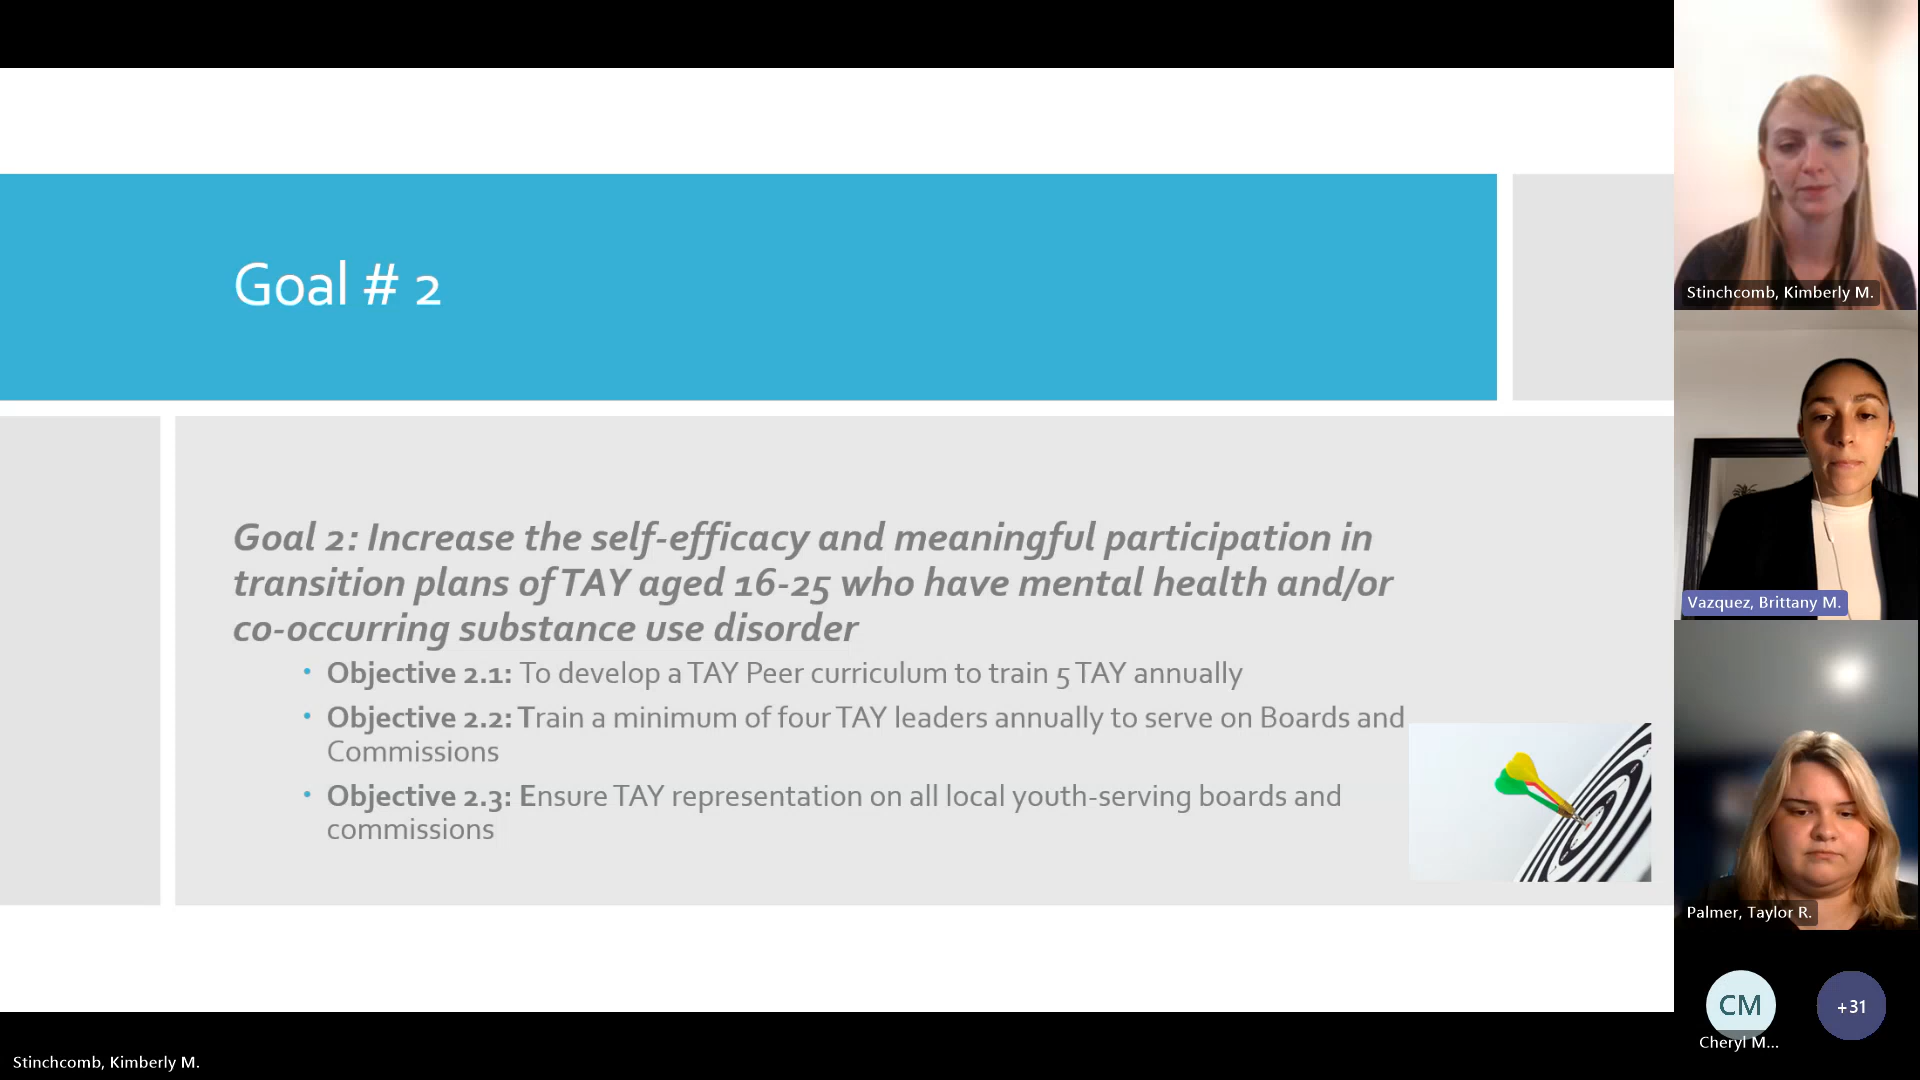 Goal # 2
Goal 2: Increase the self-efficacy and meaningful participation in
transition plans of TAY aged 16-25 who have mental health and/or
co-occurring substance use disorder
• Objective 2.1: To develop a TAY Peer curriculum to train 5 TAY annually
• Objective 2.2: Train a minimum of four TAY leaders annually to serve on Boards and
Commissions
• Objective 2.3: Ensure TAY representation on all local youth-serving boards and
commissions
Stinchcomb, Kimberly M.
Vazquez, Brittany M.
Palmer, Taylor R.
CM
+31
Cheryl M...
Stinchcomb, Kimberly M.